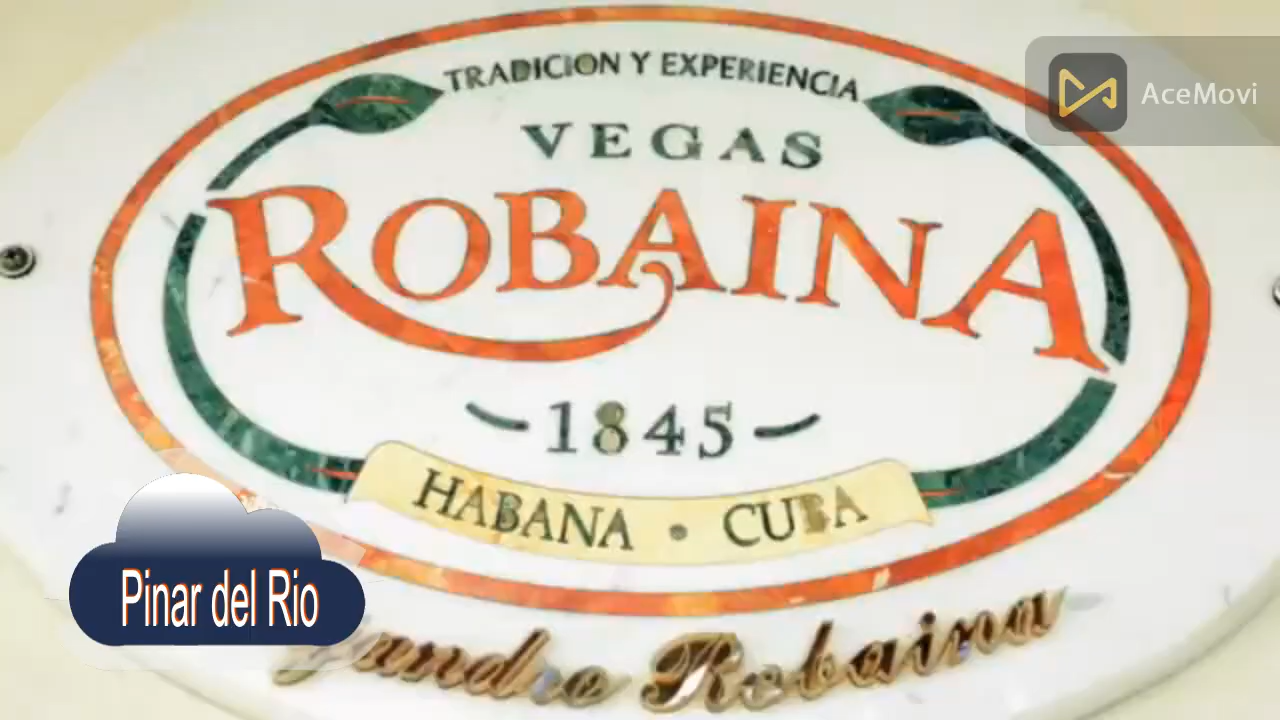 TRADICION Y EXPERIENCIA
AceMovi
VEGAS
ROBAINA
1845
HABANA • CUBA
Pinar del Rio
Robaina